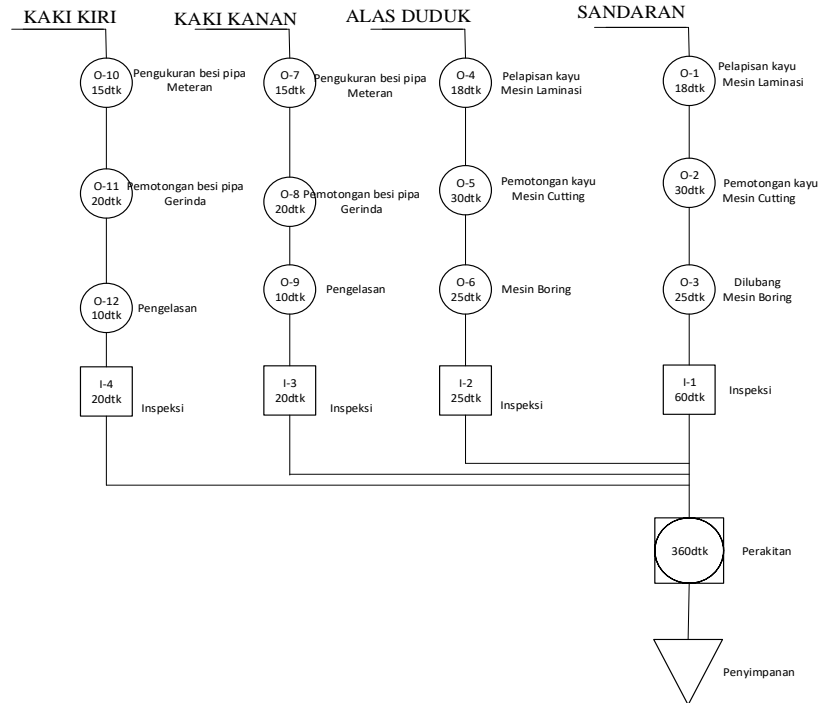 KAKI KIRI
KAKI KANAN
ALAS DUDUK
SANDARAN
O-10
15dtk
Pengukuran besi pipa
Meteran
O-7
15dtk
Pengukuran besi pipa
Meteran
O-4
18dtk
Pelapisan kayu
Mesin Laminasi
O-1
18dtk
Pelapisan kayu
Mesin Laminasi
O-11
20dtk
Pemotongan besi pipa
Gerinda
O-8
20dtk
Pemotongan besi pipa
Gerinda
O-5
30dtk
Pemotongan kayu
Mesin Cutting
O-2
30dtk
Pemotongan kayu
Mesin Cutting
O-12
10dtk
Pengelasan
O-9
10dtk
Pengelasan
O-6
25dtk
Mesin Boring
O-3
25dtk
Dilubang
Mesin Boring
I-4
20dtk
Inspeksi
I-3
20dtk
Inspeksi
I-2
25dtk
Inspeksi
I-1
60dtk
Inspeksi
360dtk
Perakitan
Penyimpanan